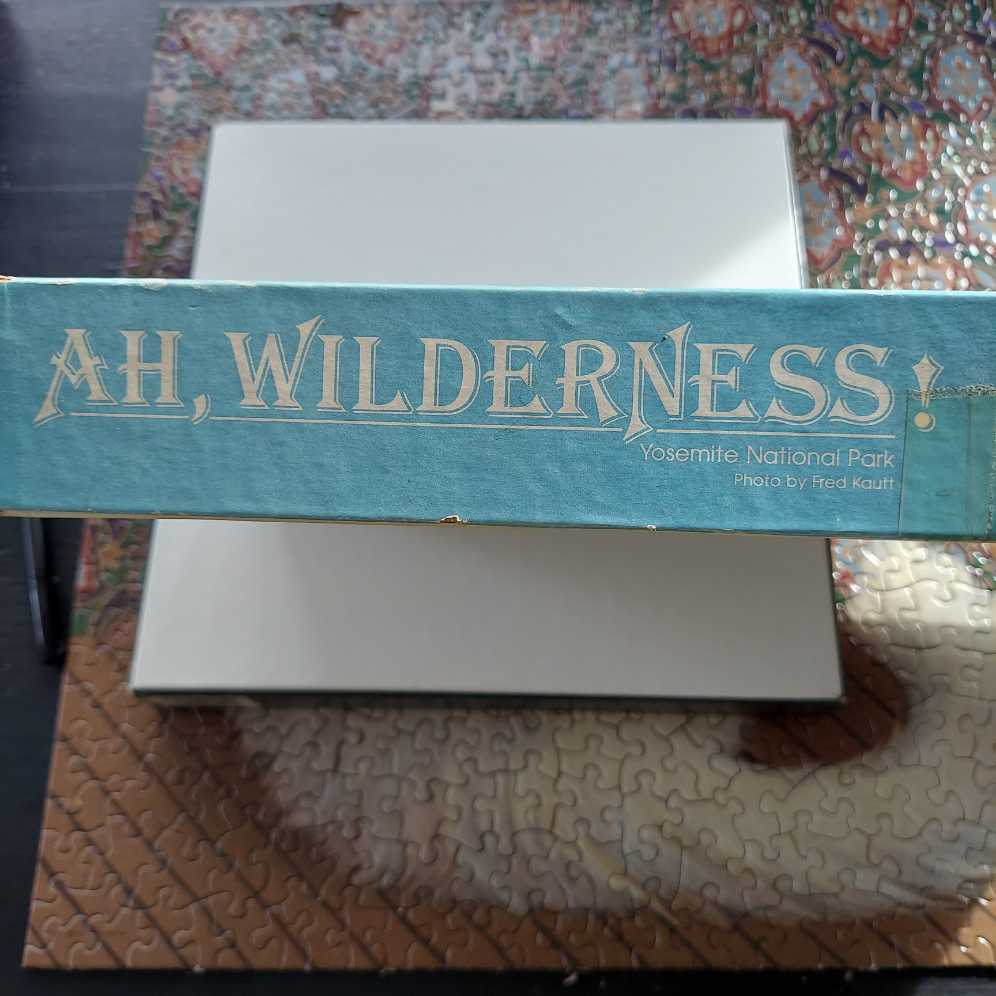 AH, WILDERNESS!
Yosemite National Park
Photo by Fred Kautt